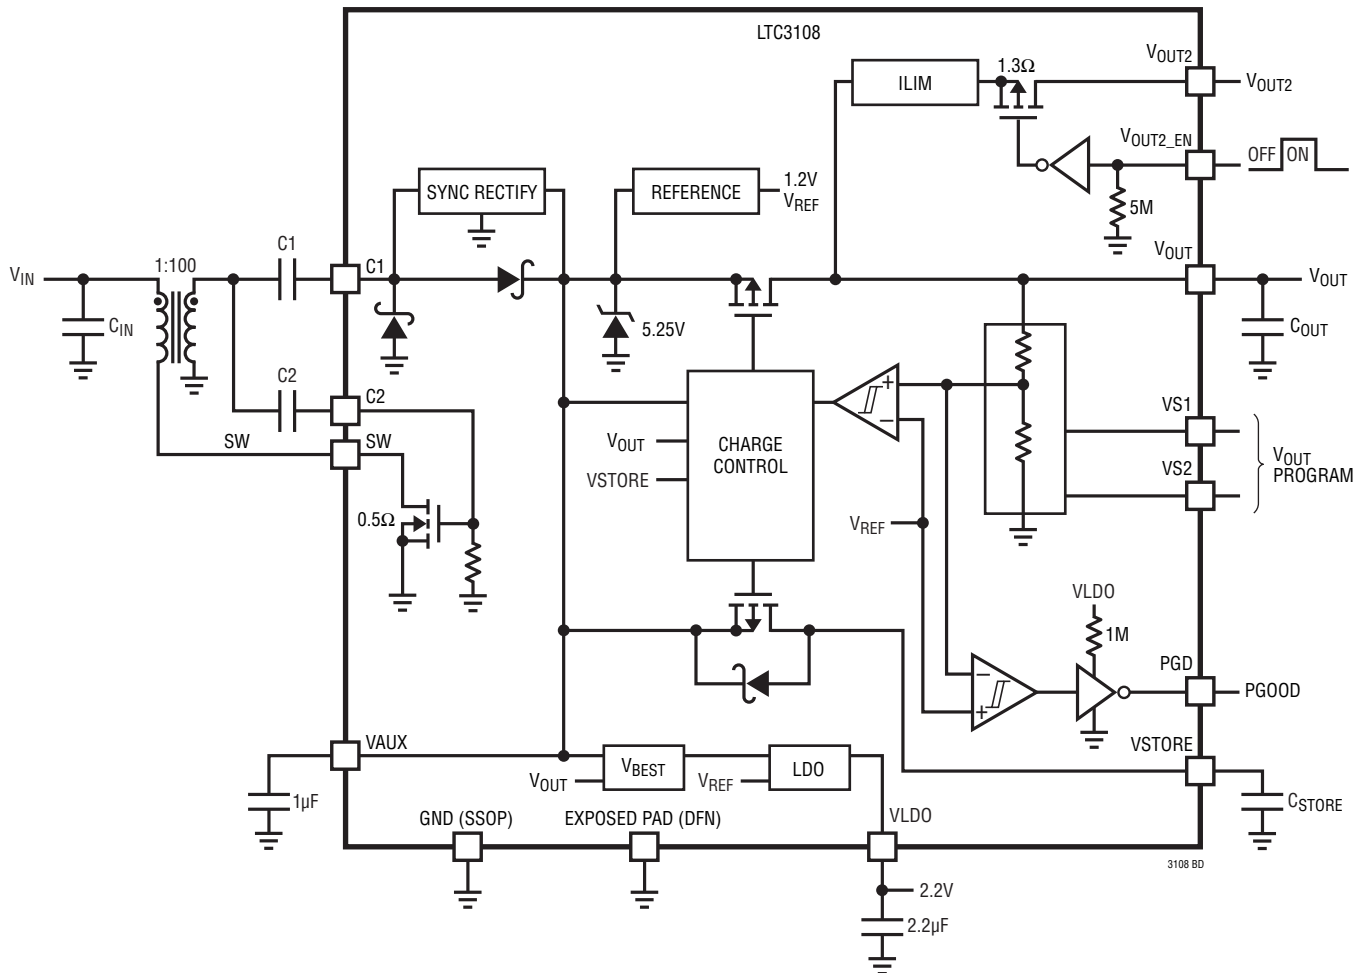 LTC3108
VOUT2
1.3Ω
ILIM
VOUT2
VOUT2_EN
OFF ON
SYNC RECTIFY
REFERENCE
1.2V
VREF
5M
C1
VOUT
1:100
C1
VIN
VOUT
CIN
5.25V
COUT
C2
C2
VS1
SW
SW
VOUT
CHARGE
CONTROL
VS2
VOUT
PROGRAM
VSTORE
0.5Ω
VREF
VLDO
1M
PGD
PGOOD
VAUX
VSTORE
VBEST
LDO
VOUT
VREF
1µF
CSTORE
GND (SSOP)
EXPOSED PAD (DFN)
VLDO
3108 BD
2.2V
2.2µF
+
–
–
+